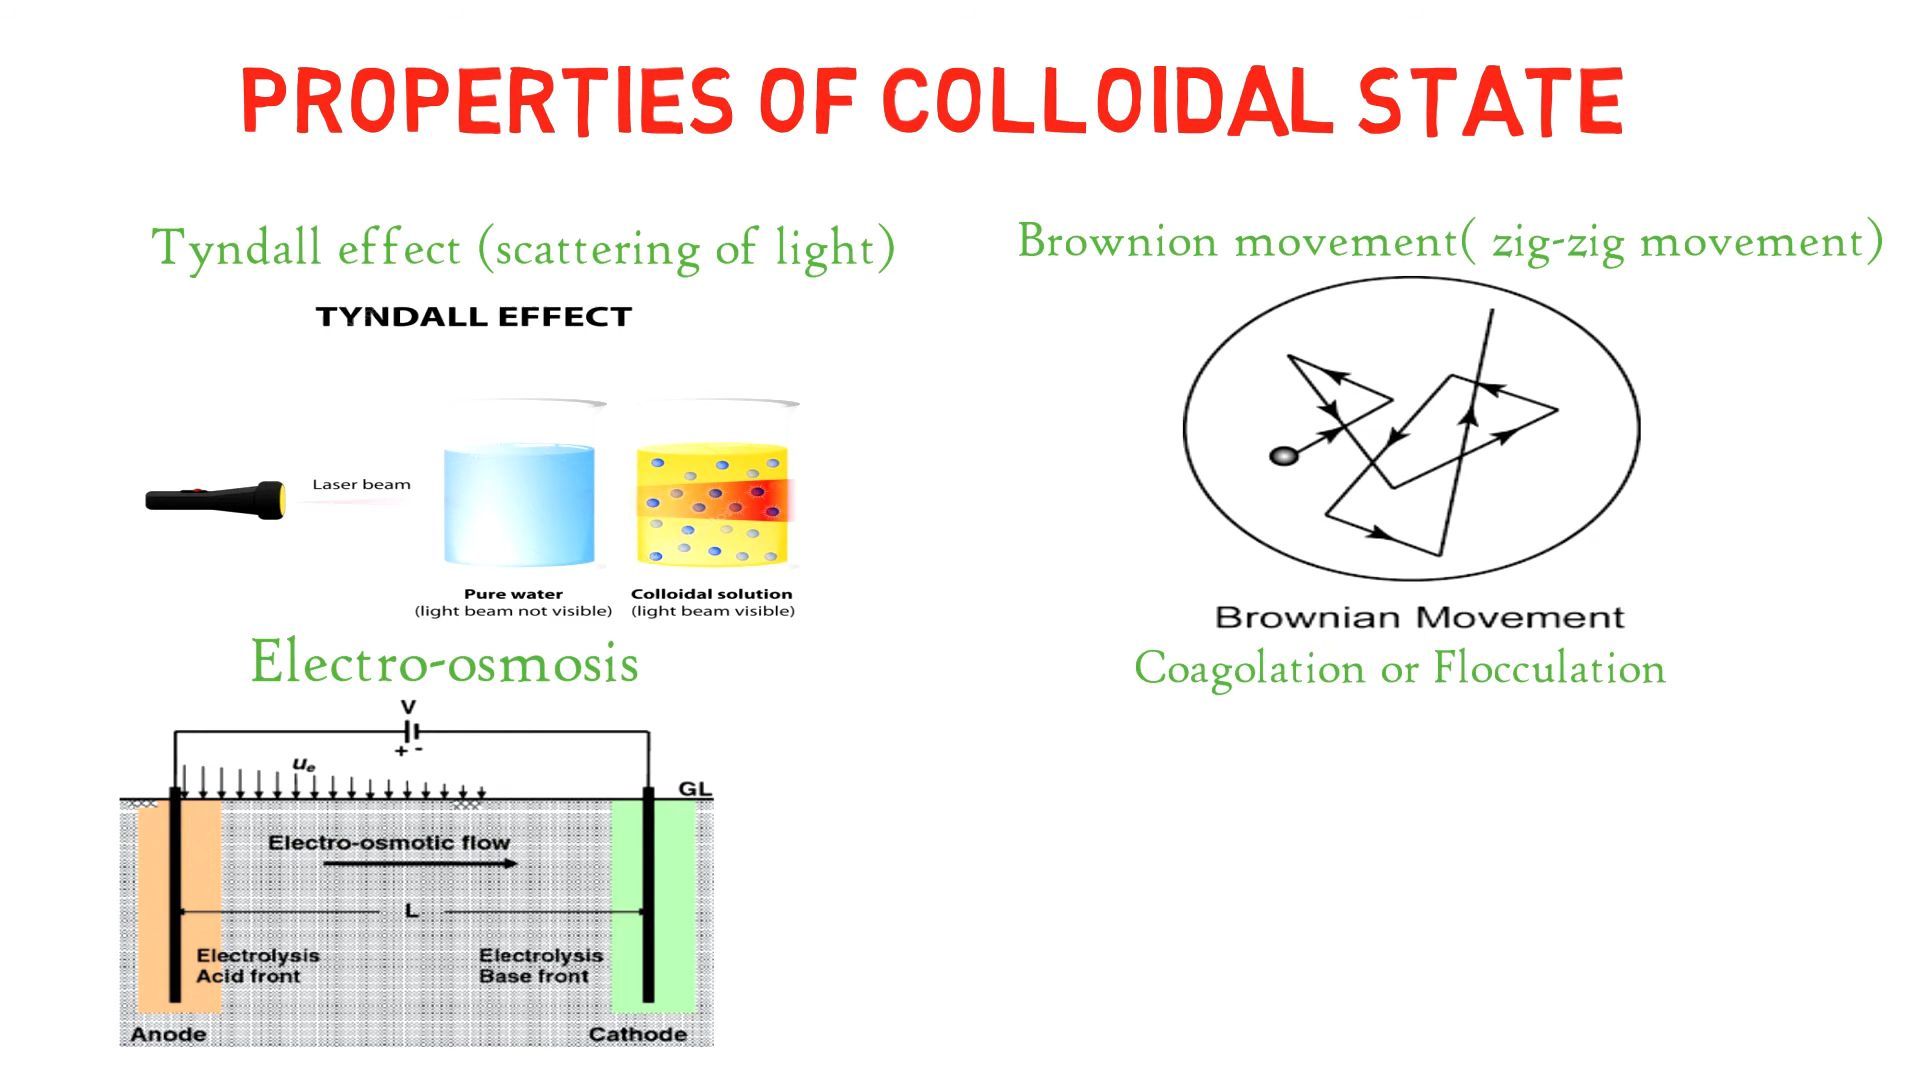 PROPERTIES OF COLLOIDAL STATE
Tyndall effect (scattering of light)
TYNDALL EFFECT
Laser beam
Pure water
(light beam not visible)
Colloidal solution
(light beam visible)
Brownion movement( zig-zig movement)
Brownian Movement
Electro-osmosis
V
+ -
ue
GL
Electro-osmotic flow
L
Electrolysis
Acid front
Electrolysis
Base front
Anode
Cathode
Coagolation or Flocculation